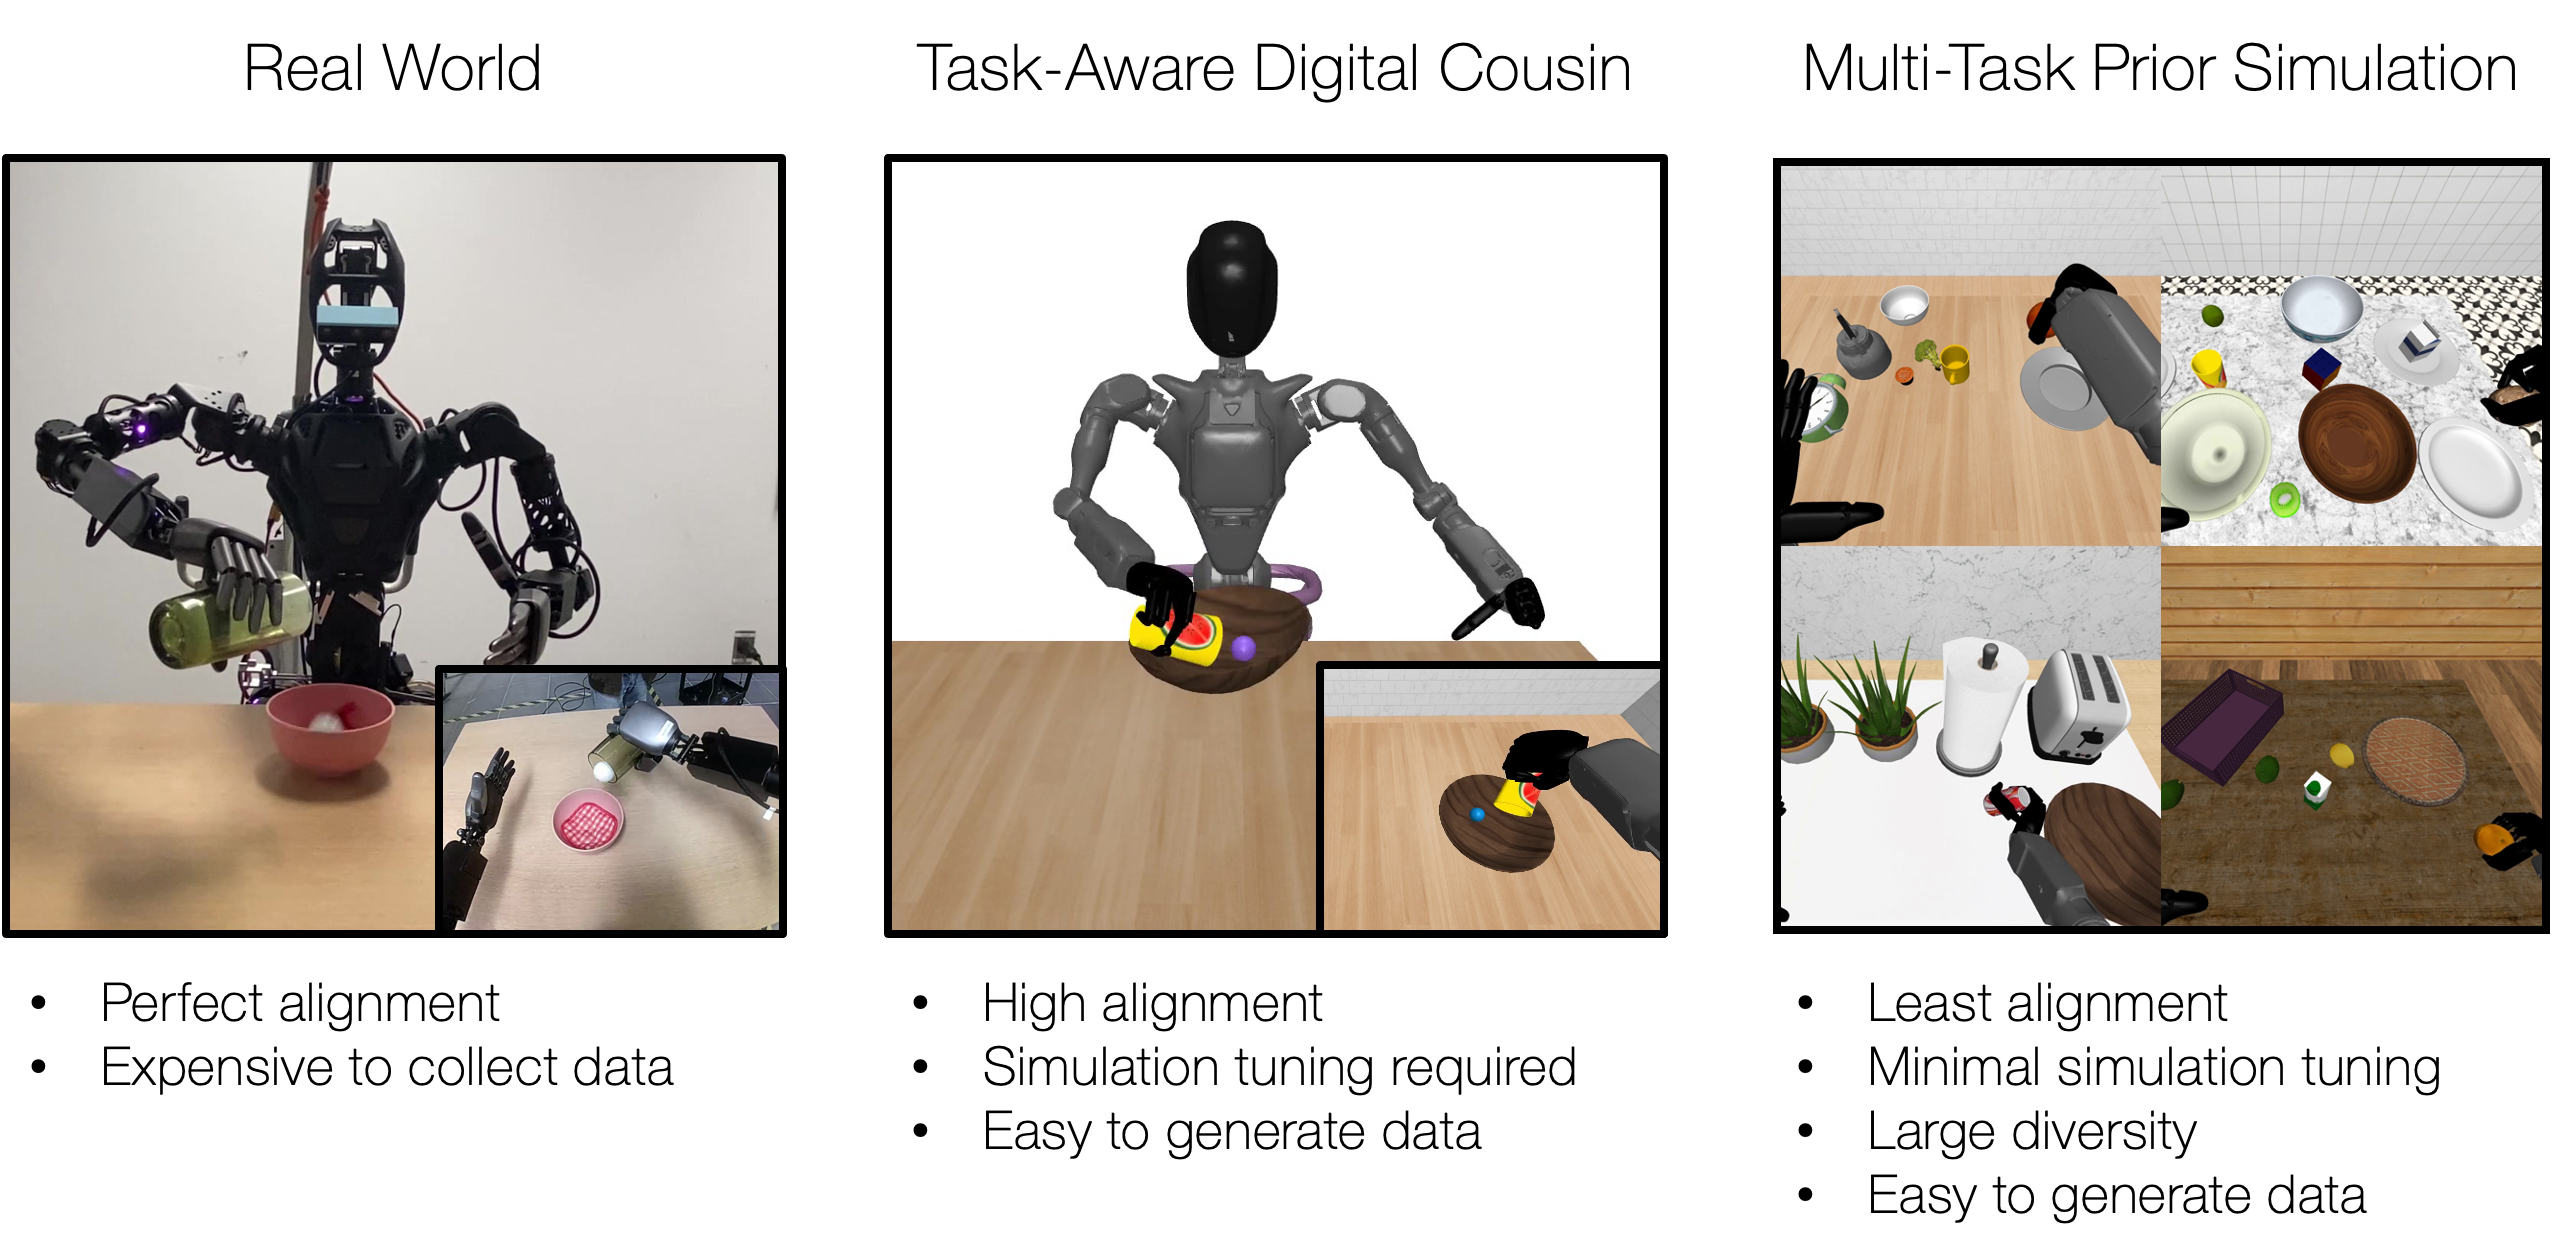 Real World
Task-Aware Digital Cousin
Multi-Task Prior Simulation
• Perfect alignment
• Expensive to collect data
• High alignment
• Simulation tuning required
• Easy to generate data
• Least alignment
• Minimal simulation tuning
• Large diversity
• Easy to generate data